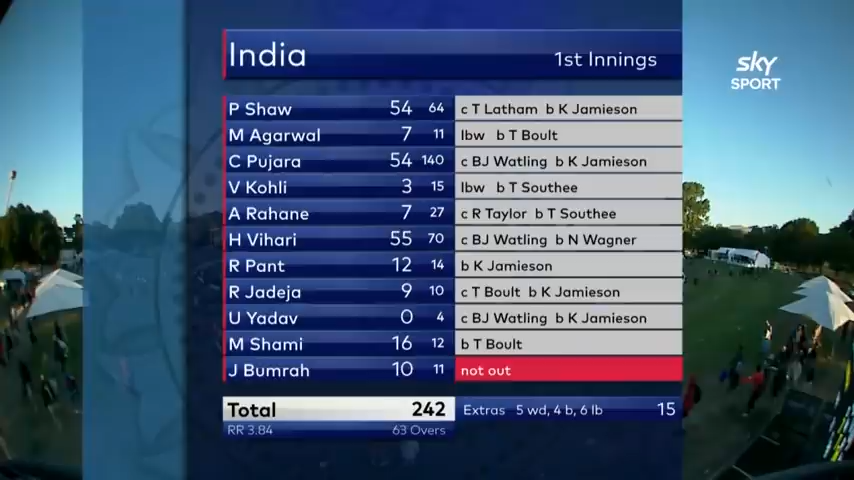 India 1st Innings
sky
SPORT
P Shaw 54 64 c T Latham b K Jamieson
M Agarwal 7 11 lbw b T Boult
C Pujara 54 140 c BJ Watling b K Jamieson
V Kohli 3 15 lbw b T Southee
A Rahane 7 27 c R Taylor b T Southee
H Vihari 55 70 c BJ Watling b N Wagner
R Pant 12 14 b K Jamieson
R Jadeja 9 10 c T Boult b K Jamieson
U Yadav 0 4 c BJ Watling b K Jamieson
M Shami 16 12 b T Boult
J Bumrah 10 11 not out
Total 242 Extras 5 wd, 4 b, 6 lb 15
RR 3.84 63 Overs